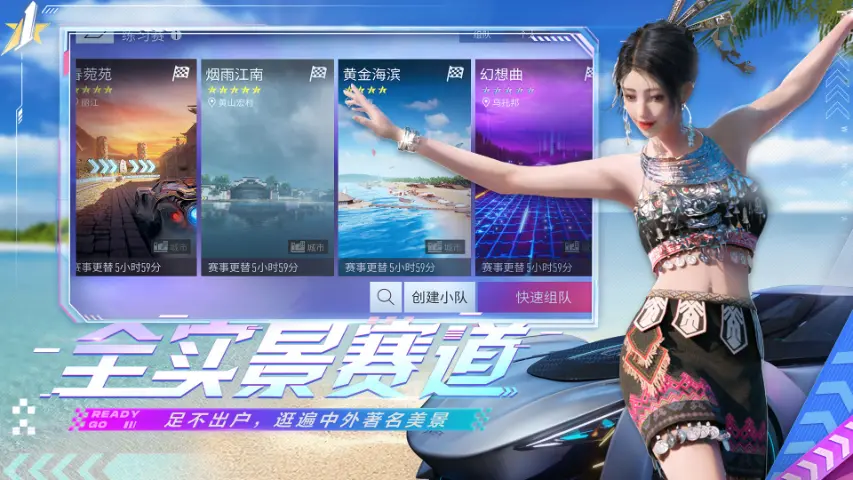 练习赛
组队
春菀苑
丽江
赛事更替5小时59分
城市
烟雨江南
黄山宏村
城市
赛事更替5小时59分
黄金海滨
城市
赛事更替5小时59分
幻想曲
乌托邦
赛事更替5小时59分
创建小队
快速组队
全实景赛道
READY
GO
足不出户，逛遍中外著名美景